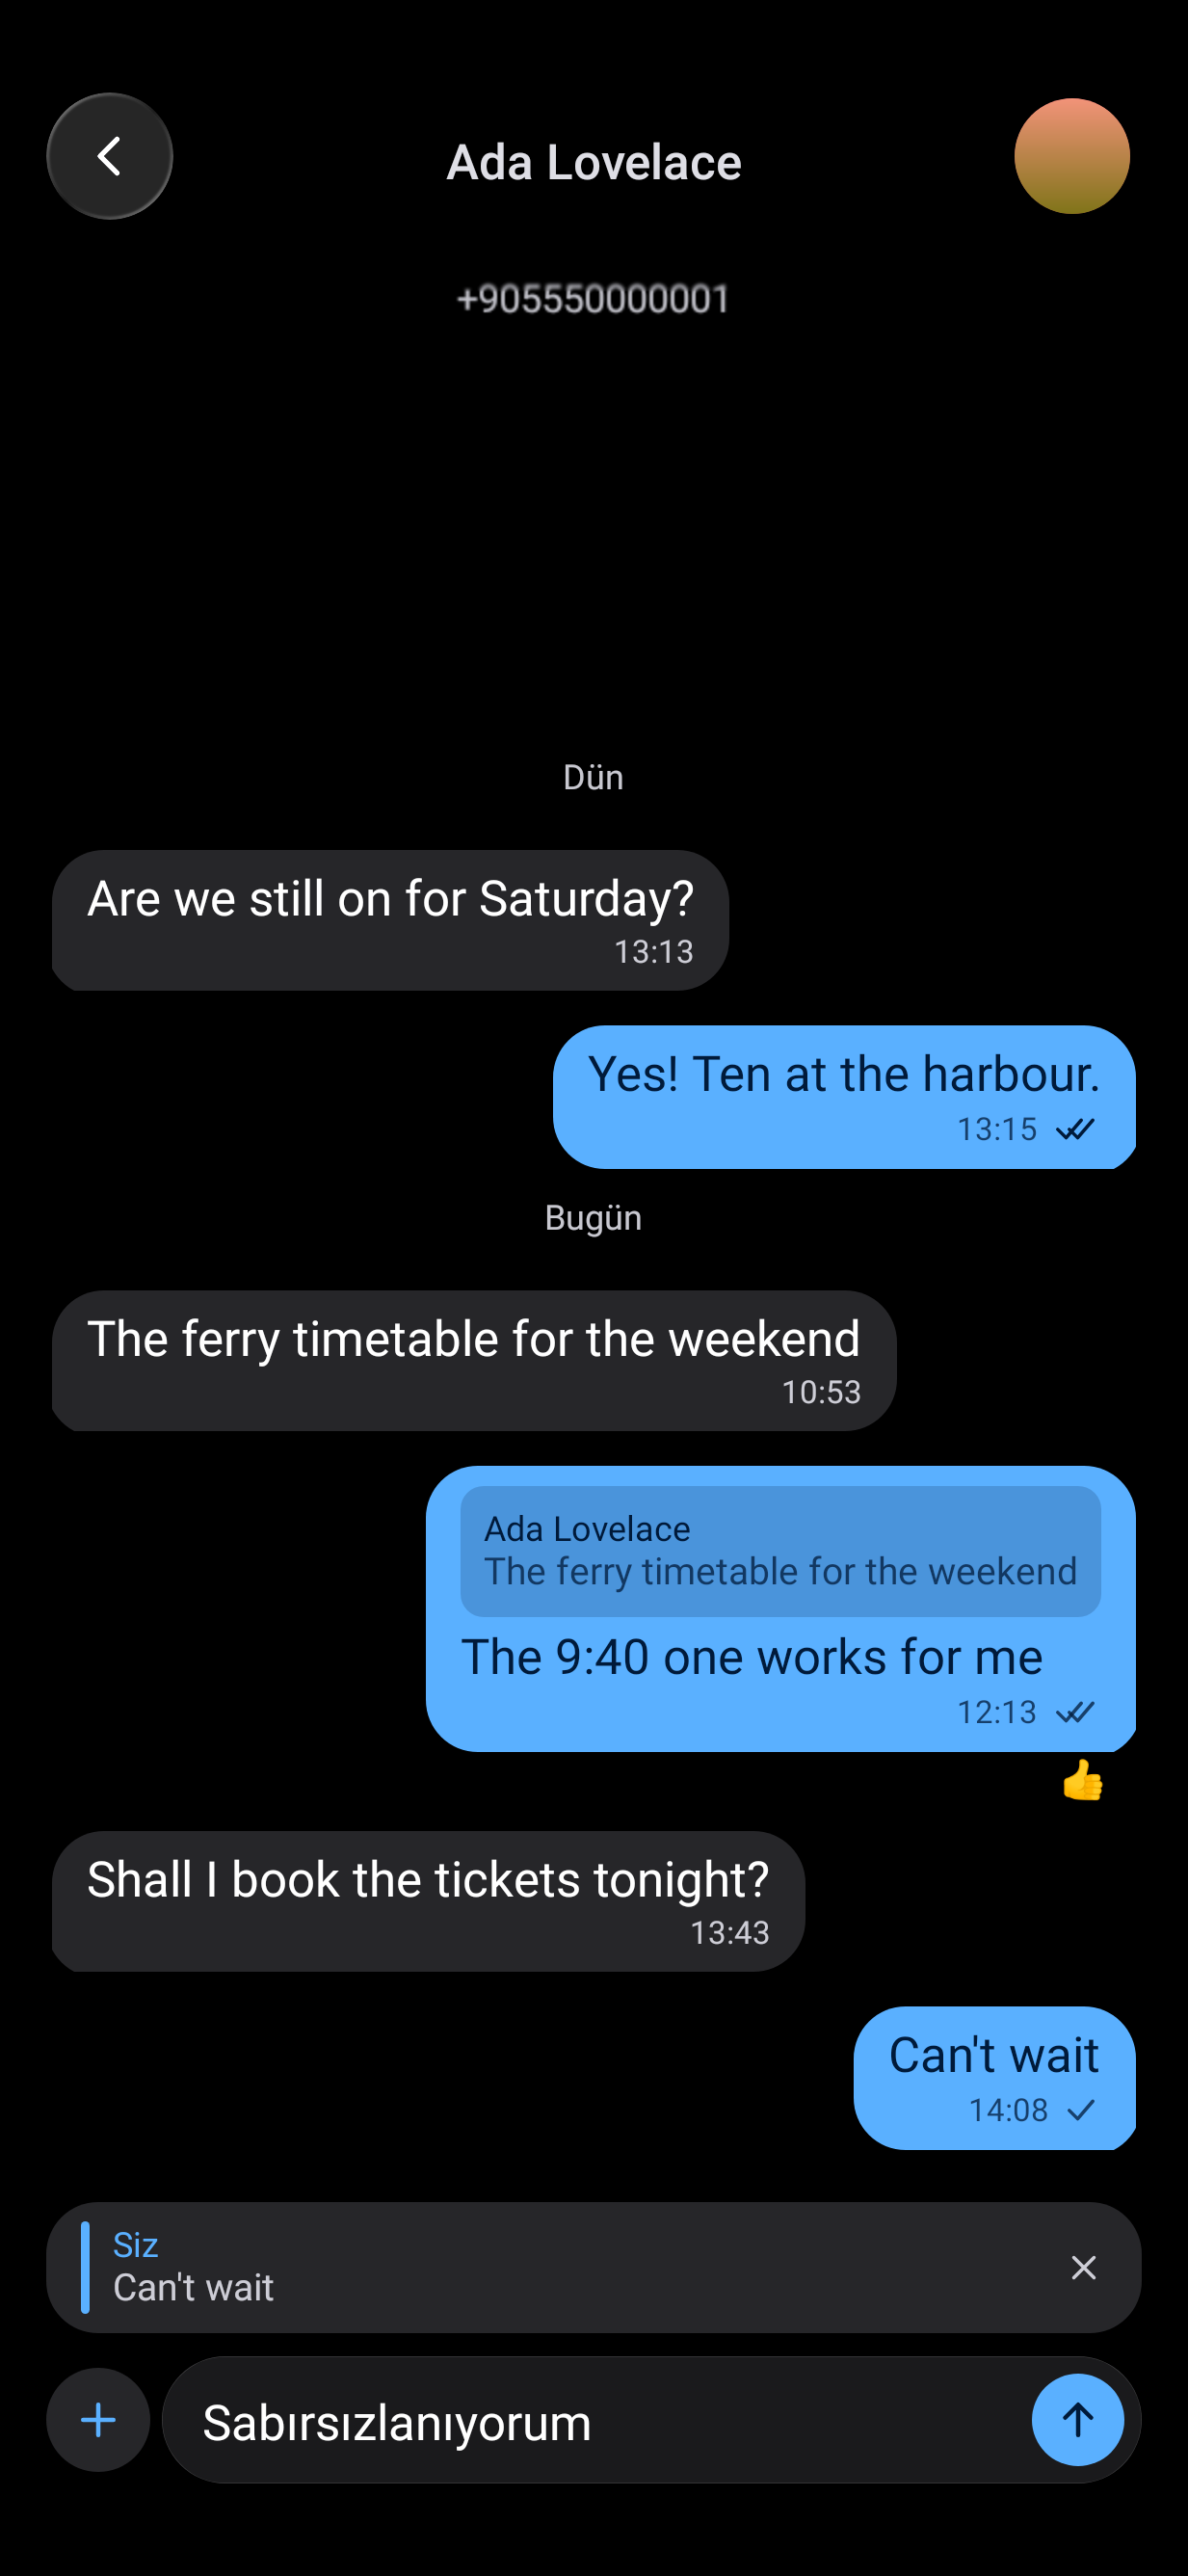 Ada Lovelace
+905550000001
Dün
Are we still on for Saturday?
13:13
Yes! Ten at the harbour.
13:15
Bugün
The ferry timetable for the weekend
10:53
Ada Lovelace
The ferry timetable for the weekend
The 9:40 one works for me
12:13
👍
Shall I book the tickets tonight?
13:43
Can't wait
14:08
Siz
Can't wait
Sabırsızlanıyorum